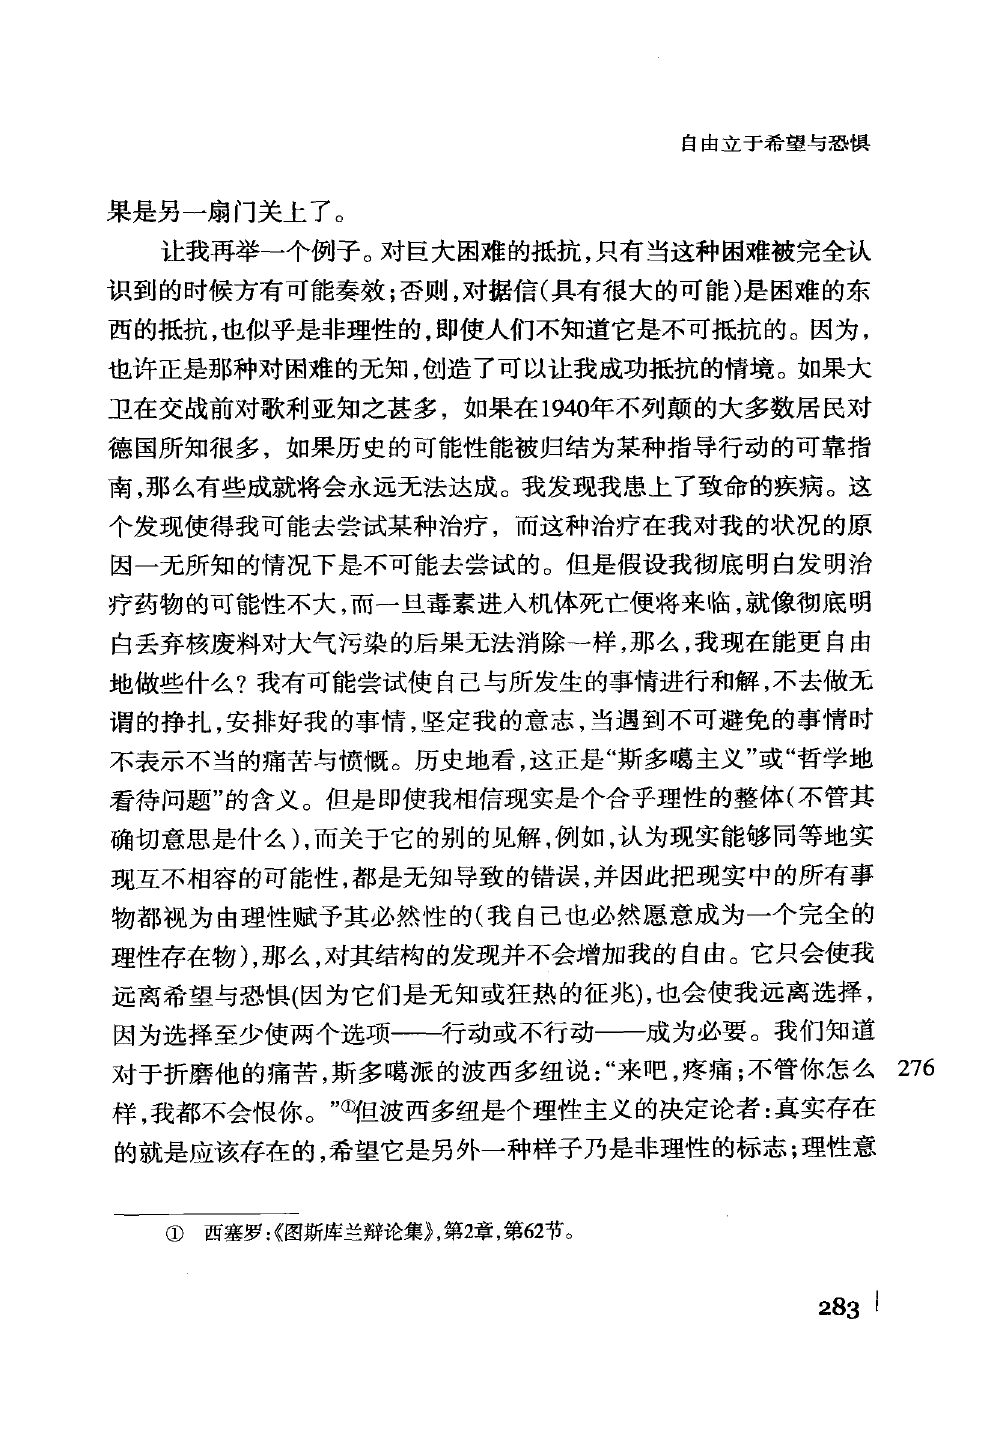 自由立于希望与恐惧
果是另一扇门关上了。
让我再举一个例子。对巨大困难的抵抗,只有当这种困难被完全认
识到的时候方有可能奏效;否则,对据信(具有很大的可能)是困难的东
西的抵抗,也似乎是非理性的,即使人们不知道它是不可抵抗的。因为,
也许正是那种对困难的无知,创造了可以让我成功抵抗的情境。如果大
卫在交战前对歌利亚知之甚多，如果在1940年不列颠的大多数居民对
德国所知很多，如果历史的可能性能被归结为某种指导行动的可靠指
南,那么有些成就将会永远无法达成。我发现我患上了致命的疾病。这
个发现使得我可能去尝试某种治疗，而这种治疗在我对我的状况的原
因一无所知的情况下是不可能去尝试的。但是假设我彻底明白发明治
疗药物的可能性不大,而一旦毒素进入机体死亡便将来临,就像彻底明
白丢弃核废料对大气污染的后果无法消除一样,那么,我现在能更自由
地做些什么？我有可能尝试使自己与所发生的事情进行和解,不去做无
谓的挣扎,安排好我的事情,坚定我的意志,当遇到不可避免的事情时
不表示不当的痛苦与愤慨。历史地看,这正是“斯多噶主义”或“哲学地
看待问题”的含义。但是即使我相信现实是个合乎理性的整体(不管其
确切意思是什么),而关于它的别的见解,例如,认为现实能够同等地实
现互不相容的可能性,都是无知导致的错误,并因此把现实中的所有事
物都视为由理性赋予其必然性的(我自己也必然愿意成为一个完全的
理性存在物),那么,对其结构的发现并不会增加我的自由。它只会使我
远离希望与恐惧(因为它们是无知或狂热的征兆),也会使我远离选择,
因为选择至少使两个选项——行动或不行动——成为必要。我们知道
对于折磨他的痛苦,斯多噶派的波西多纽说:“来吧,疼痛;不管你怎么 276
样,我都不会恨你。”①但波西多纽是个理性主义的决定论者:真实存在
的就是应该存在的,希望它是另外一种样子乃是非理性的标志;理性意
① 西塞罗:《图斯库兰辩论集》,第2章,第62节。
283